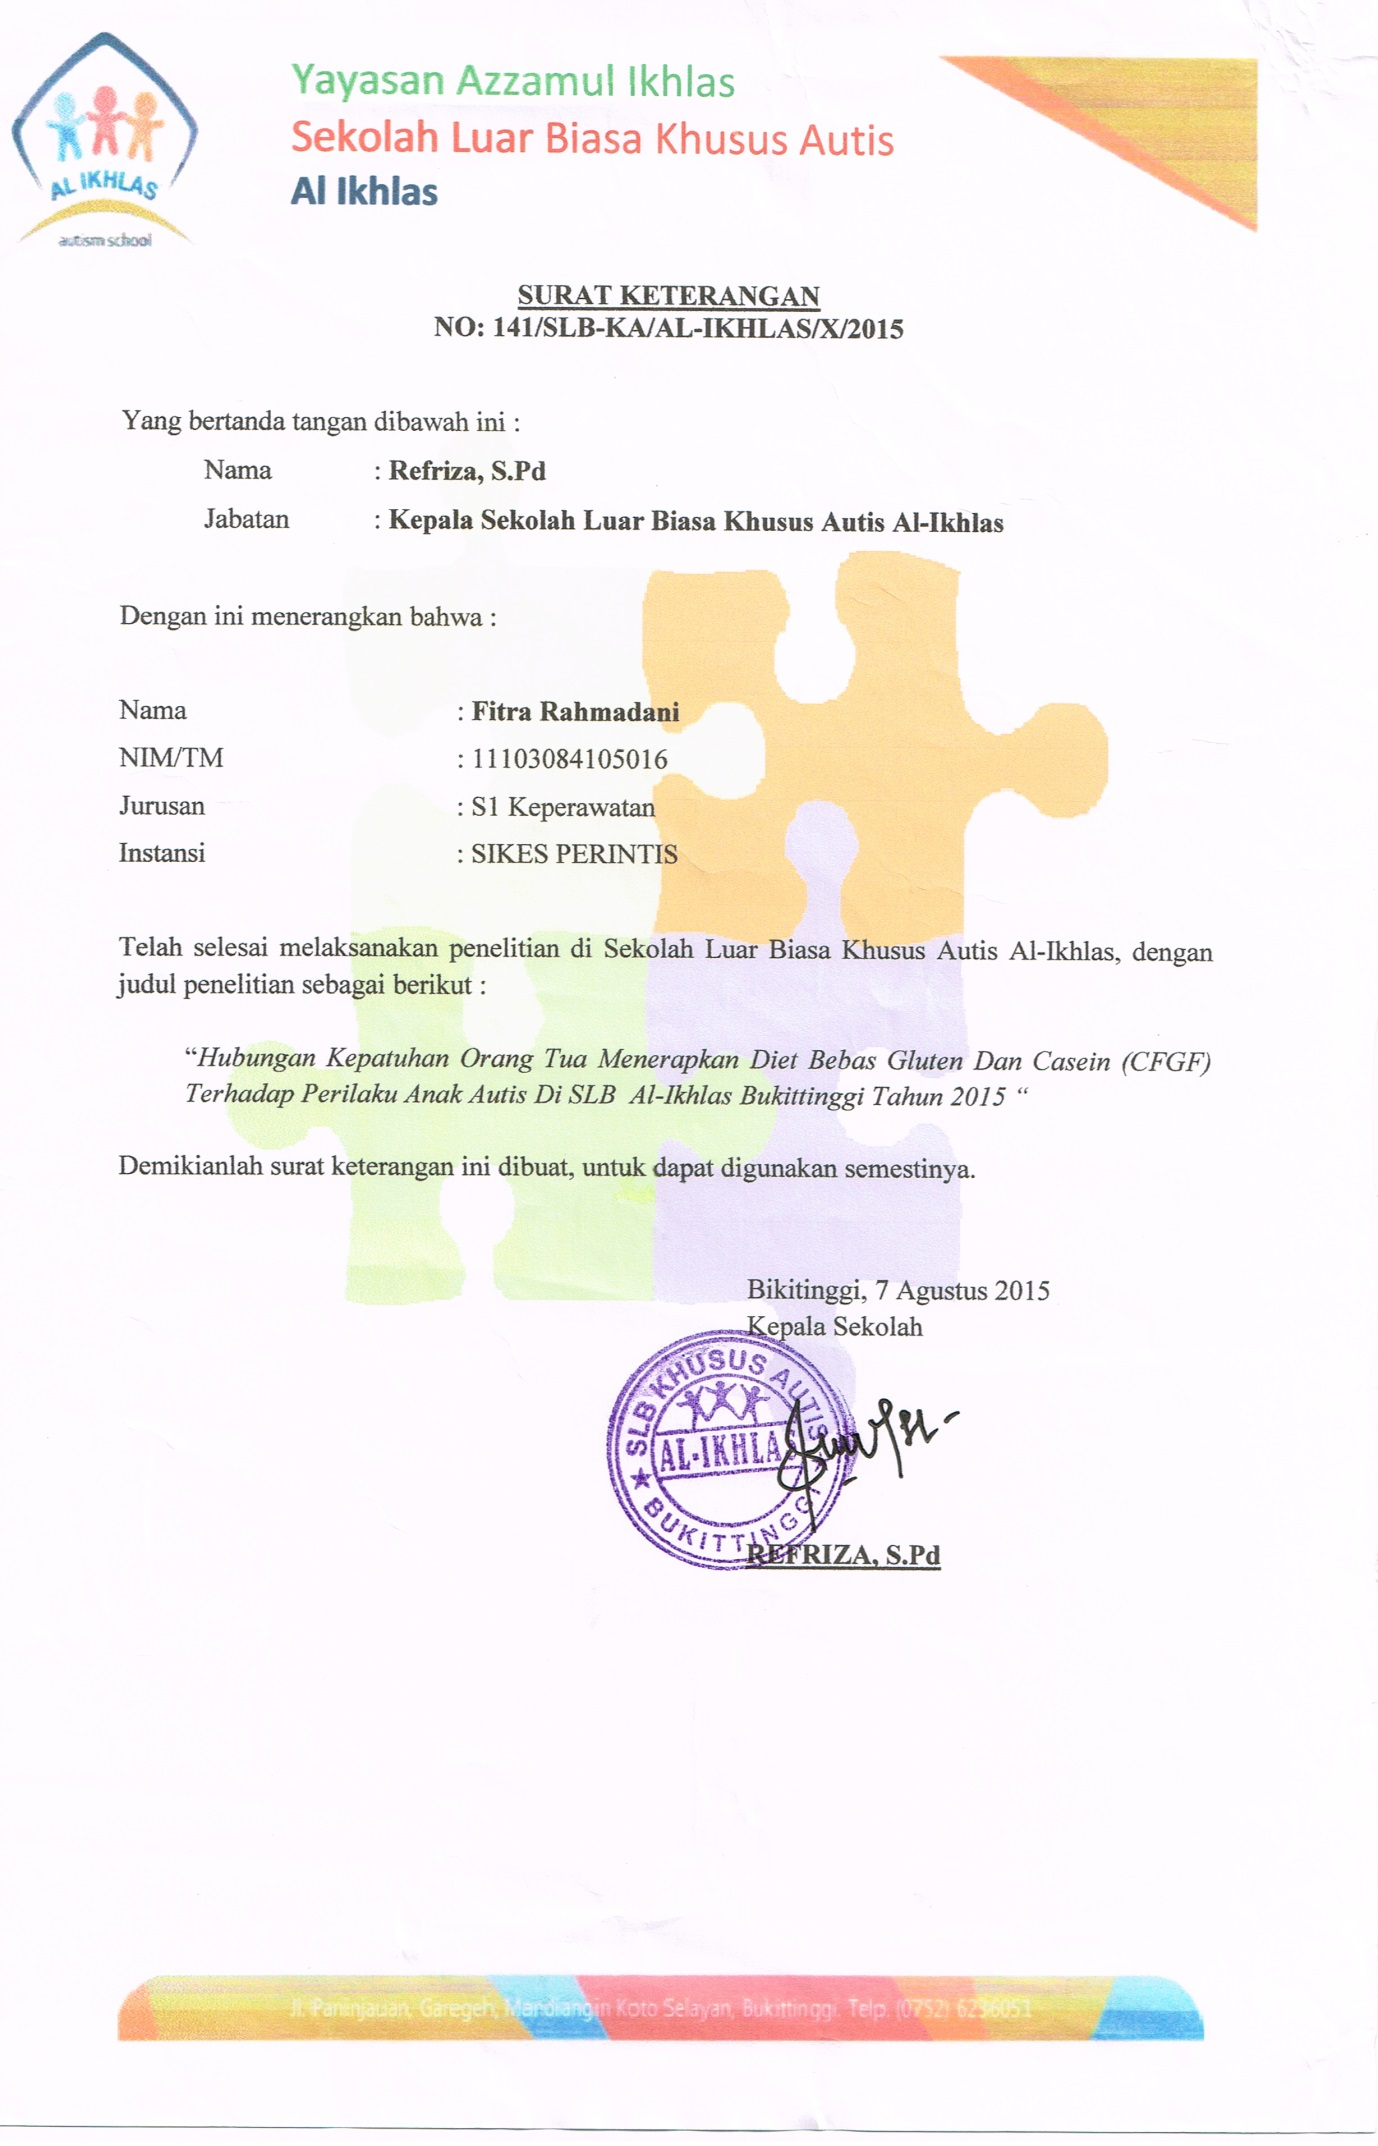 AL IKHLAS
autism school
Yayasan Azzamul Ikhlas
Sekolah Luar Biasa Khusus Autis
Al Ikhlas
SURAT KETERANGAN
NO: 141/SLB-KA/AL-IKHLAS/X/2015
Yang bertanda tangan dibawah ini :
Nama : Refriza, S.Pd
Jabatan : Kepala Sekolah Luar Biasa Khusus Autis Al-Ikhlas
Dengan ini menerangkan bahwa :
Nama : Fitra Rahmadani
NIM/TM : 11103084105016
Jurusan : S1 Keperawatan
Instansi : SIKES PERINTIS
Telah selesai melaksanakan penelitian di Sekolah Luar Biasa Khusus Autis Al-Ikhlas, dengan
judul penelitian sebagai berikut :
“Hubungan Kepatuhan Orang Tua Menerapkan Diet Bebas Gluten Dan Casein (CFGF)
Terhadap Perilaku Anak Autis Di SLB Al-Ikhlas Bukittinggi Tahun 2015 “
Demikianlah surat keterangan ini dibuat, untuk dapat digunakan semestinya.
Bikitinggi, 7 Agustus 2015
Kepala Sekolah
SLB KHUSUS AUTIS
AL-IKHLAS
BUKITTINGGI
REFRIZA, S.Pd
Jl. Paninjauan, Garegeh, Mandiangin Koto Selayan, Bukittinggi. Telp. (0752) 6236051